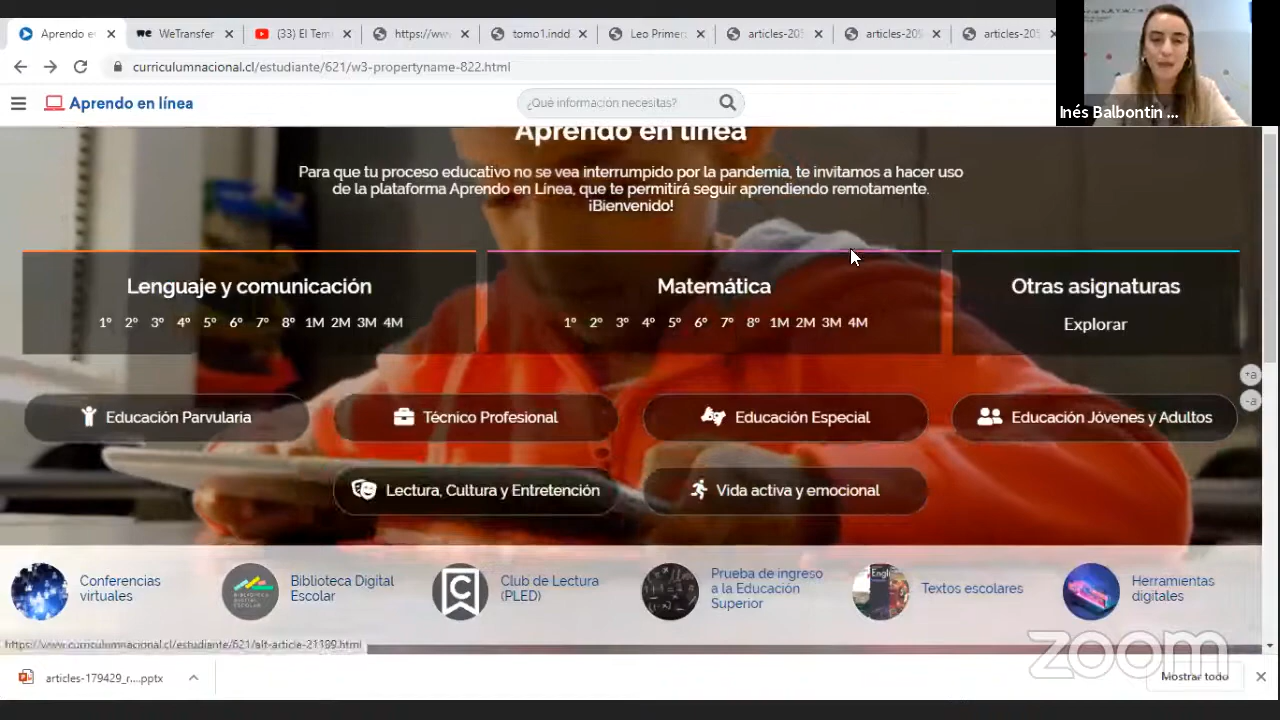 Aprendo e
WeTransfer
(33) El Tem
https://ww
tomo1.indd
Leo Primer
articles-205
articles-205
articles-205
curriculumnacional.cl/estudiante/621/w3-propertyname-822.html
Inés Balbontin ...
Aprendo en línea
¿Qué información necesitas?
Aprendo en línea
Para que tu proceso educativo no se vea interrumpido por la pandemia, te invitamos a hacer uso
de la plataforma Aprendo en Línea, que te permitirá seguir aprendiendo remotamente.
¡Bienvenido!
Lenguaje y comunicación
1° 2° 3° 4° 5° 6° 7° 8° 1M 2M 3M 4M
Matemática
1° 2° 3° 4° 5° 6° 7° 8° 1M 2M 3M 4M
Otras asignaturas
Explorar
+a
-a
Educación Parvularia
Técnico Profesional
Educación Especial
Educación Jóvenes y Adultos
Lectura, Cultura y Entretención
Vida activa y emocional
Conferencias
virtuales
BIBLIOTECA
DIGITAL
ESCOLAR
Biblioteca Digital
Escolar
C
Club de Lectura
(PLED)
Prueba de ingreso
a la Educación
Superior
Engli
Textos escolares
Herramientas
digitales
https://www.curriculumnacional.cl/estudiante/621/alt-article-21189.html
zoom
articles-179429_r....pptx
Mostrar todo